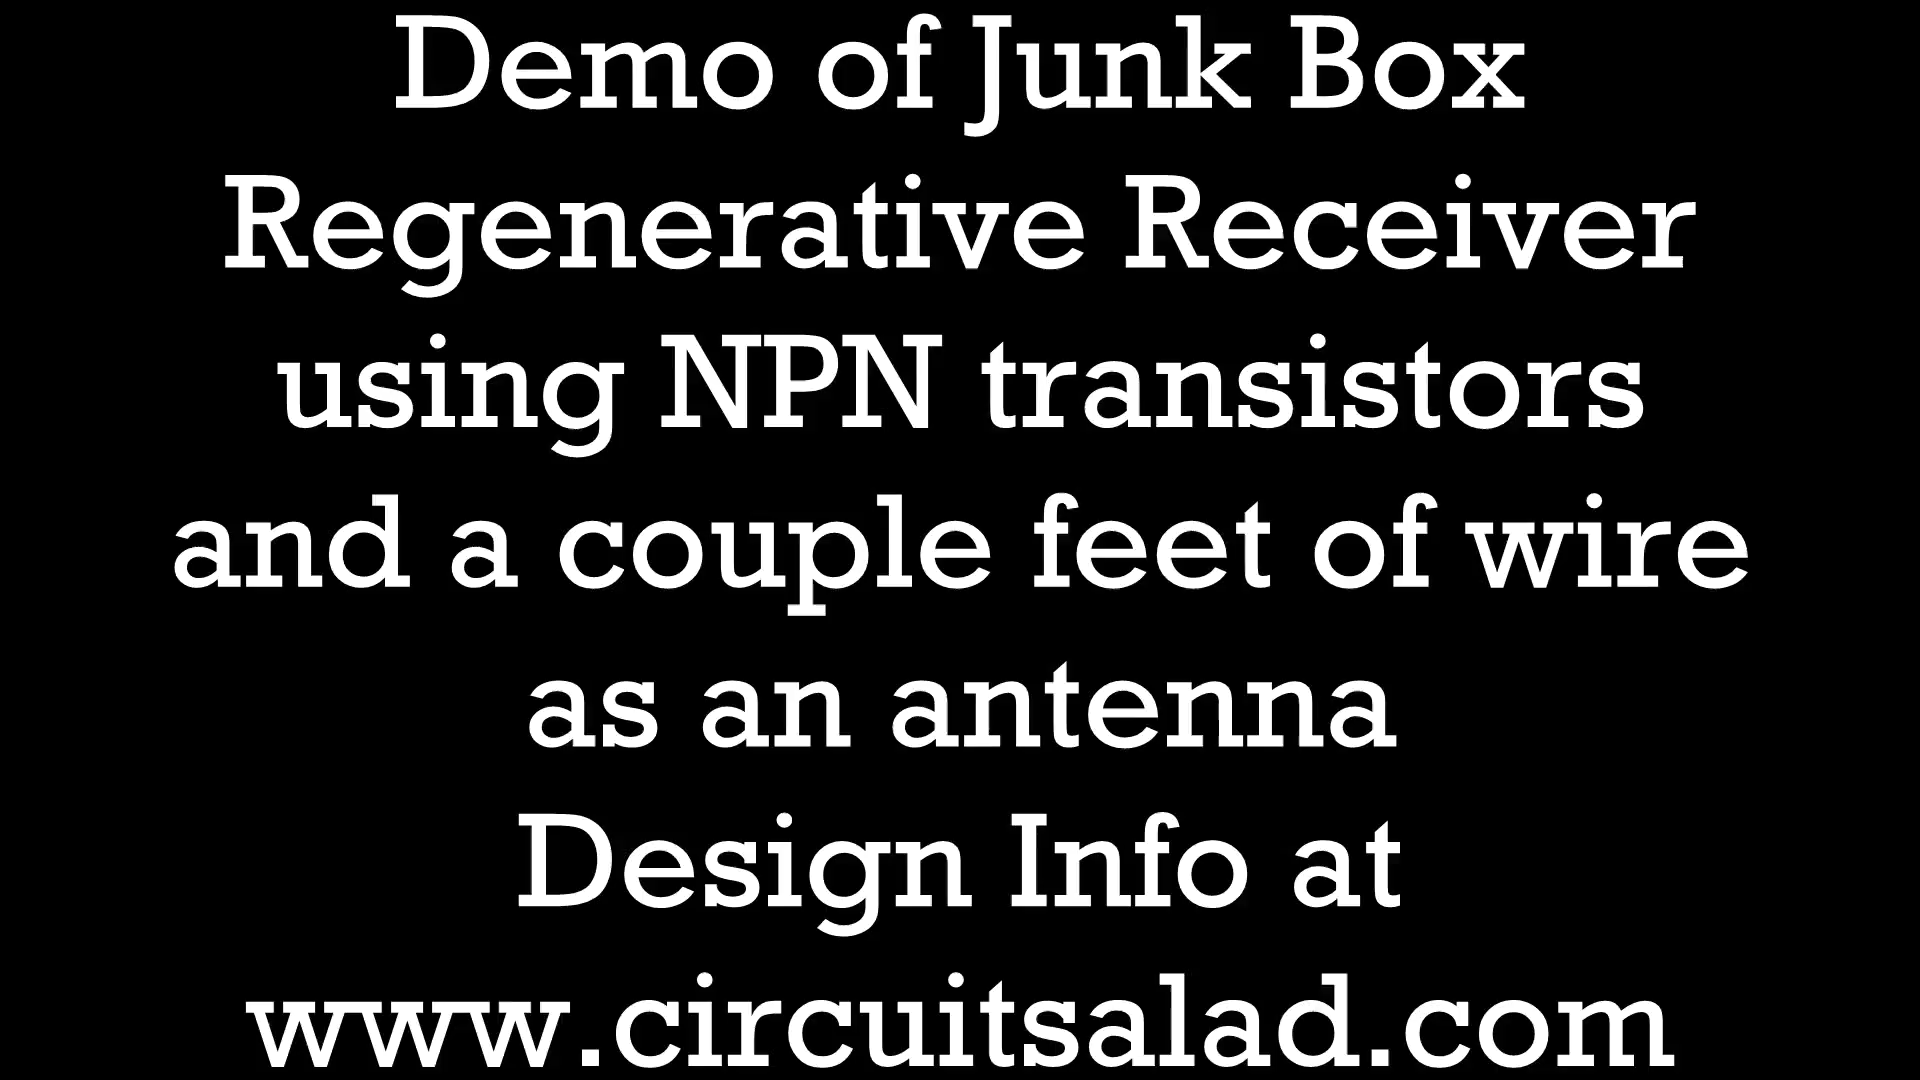 Demo of Junk Box
Regenerative Receiver
using NPN transistors
and a couple feet of wire
as an antenna
Design Info at
www.circuitsalad.com